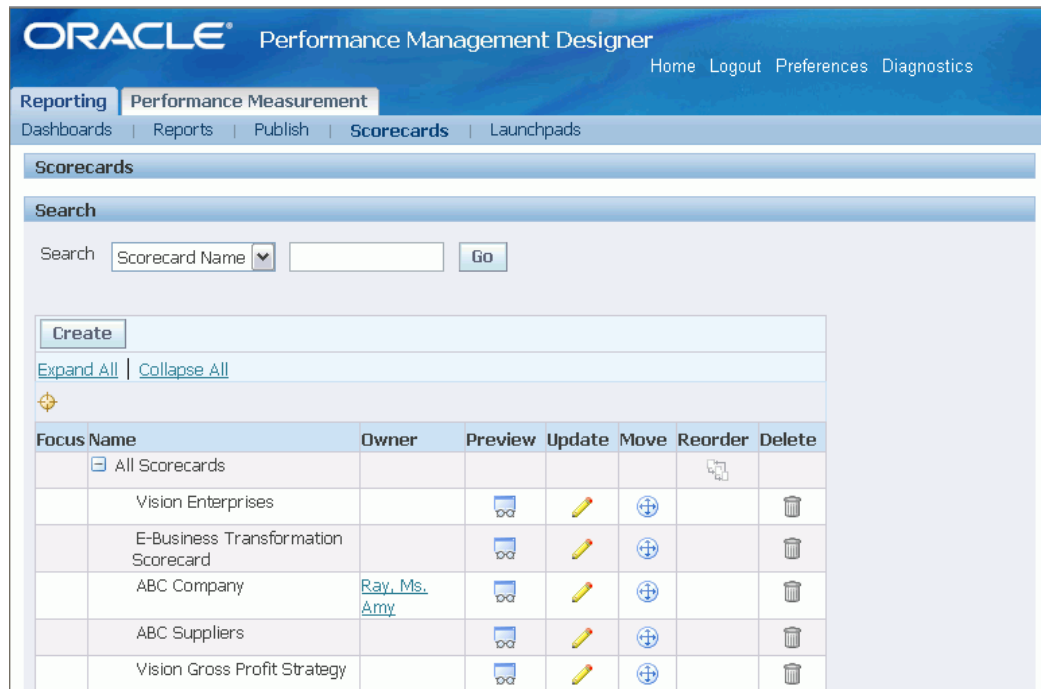 ORACLE® Performance Management Designer
Home Logout Preferences Diagnostics
Reporting Performance Measurement
Dashboards | Reports | Publish | Scorecards | Launchpads
Scorecards
Search
Search Scorecard Name Go
Create
Expand All | Collapse All
Focus Name Owner Preview Update Move Reorder Delete
All Scorecards
Vision Enterprises
E-Business Transformation
Scorecard
ABC Company Ray, Ms.
Amy
ABC Suppliers
Vision Gross Profit Strategy